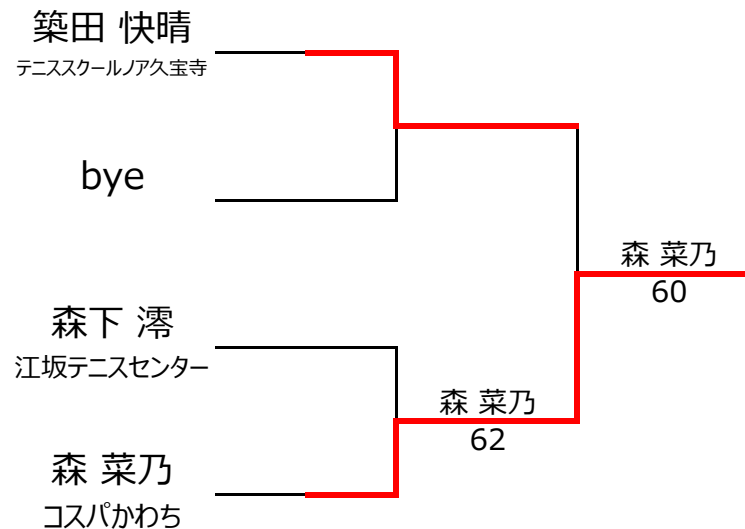 築田 快晴
テニススクールノア久宝寺
bye
森下 澪
江坂テニスセンター
森 菜乃
コスパかわち
森 菜乃
62
森 菜乃
60